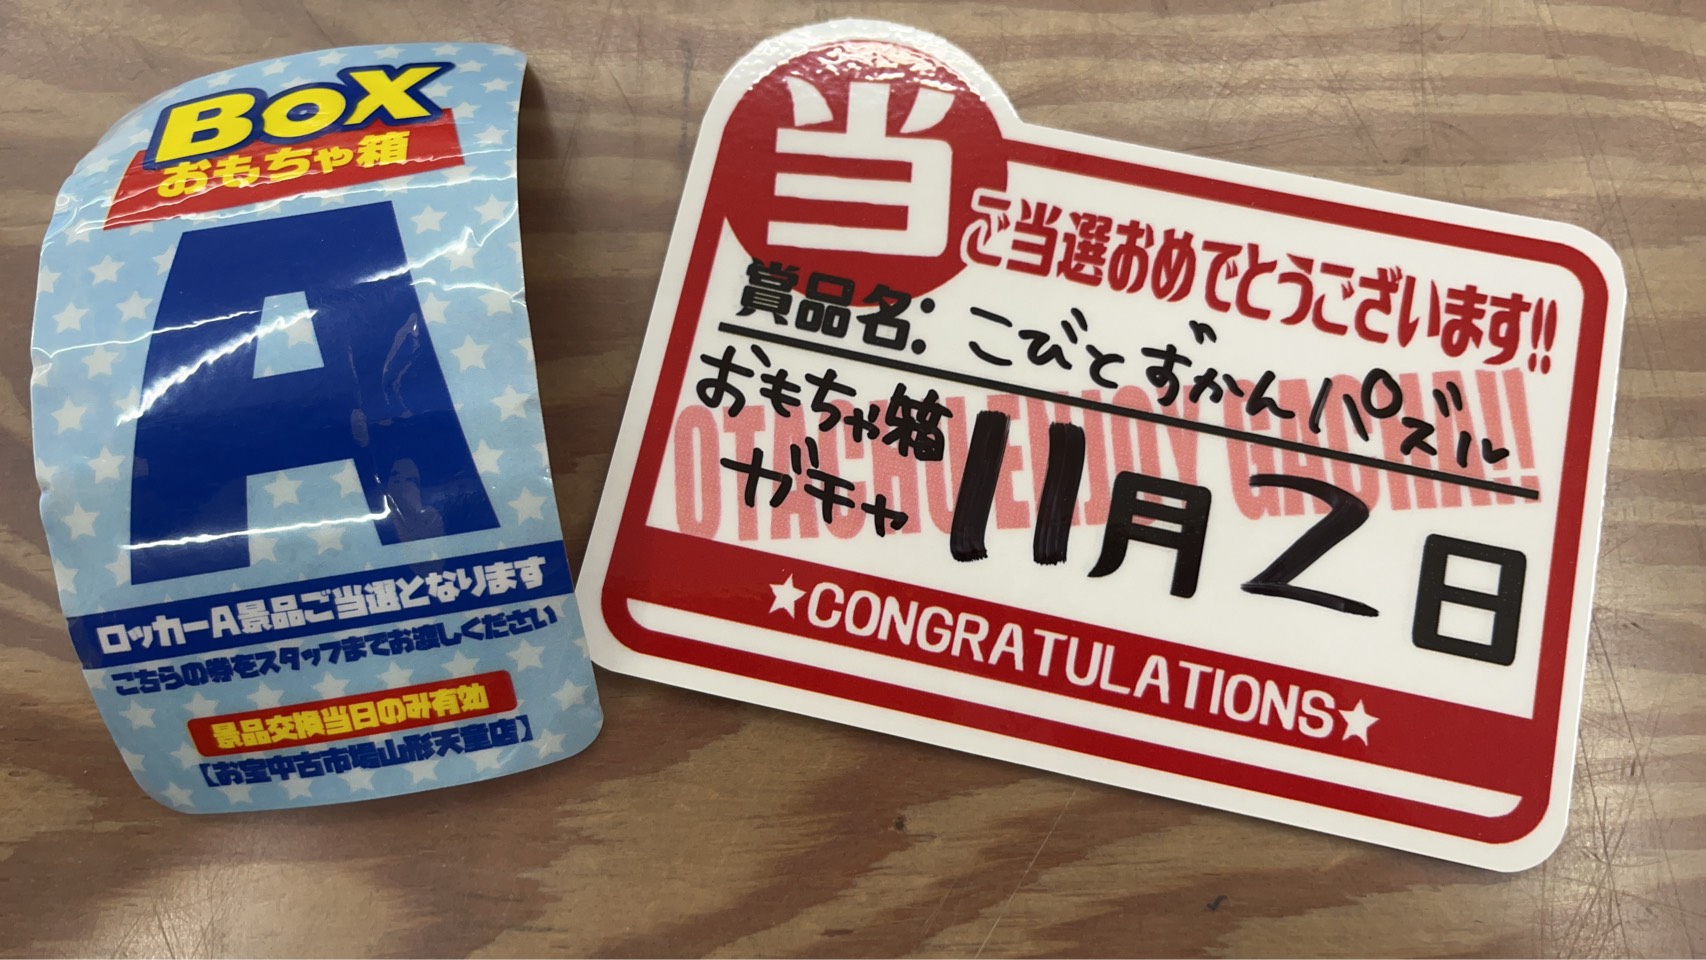 BOX
おもちゃ箱
A
ロッカーA景品ご当選となります
こちらの券をスタッフまでお渡しください
景品交換当日のみ有効
【お宝中古市場山形天童店】
当
ご当選おめでとうございます!!
賞品名: こびとずかんパズル
おもちゃ箱
ガチャ
11月2日
OTACHU ENJOY GACHA!!
★CONGRATULATIONS★